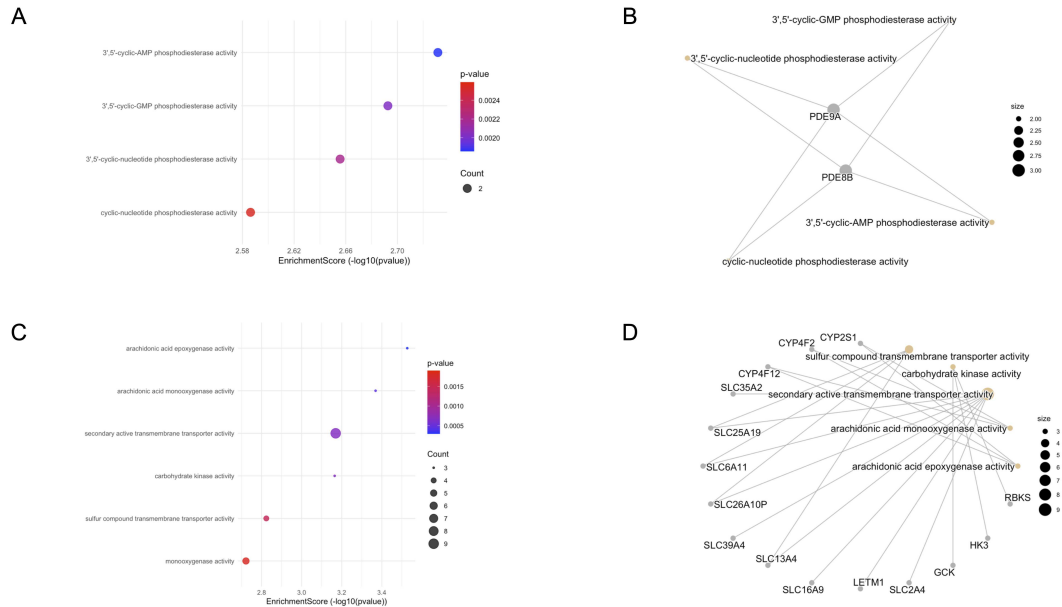 A
3',5'-cyclic-AMP phosphodiesterase activity
3',5'-cyclic-GMP phosphodiesterase activity
3',5'-cyclic-nucleotide phosphodiesterase activity
cyclic-nucleotide phosphodiesterase activity
2.58
2.62
2.66
2.70
EnrichmentScore (-log10(pvalue))
p-value
0.0024
0.0022
0.0020
Count
2
B
3',5'-cyclic-GMP phosphodiesterase activity
3',5'-cyclic-nucleotide phosphodiesterase activity
PDE9A
PDE8B
3',5'-cyclic-AMP phosphodiesterase activity
cyclic-nucleotide phosphodiesterase activity
size
2.00
2.25
2.50
2.75
3.00
C
arachidonic acid epoxygenase activity
arachidonic acid monooxygenase activity
secondary active transmembrane transporter activity
carbohydrate kinase activity
sulfur compound transmembrane transporter activity
monooxygenase activity
2.8
3.1
3.4
EnrichmentScore (-log10(pvalue))
p-value
0.0015
0.0010
0.0005
Count
3
4
5
6
7
8
9
D
CYP2S1
CYP4F2
sulfur compound transmembrane transporter activity
CYP4F12
carbohydrate kinase activity
SLC35A2
secondary active transmembrane transporter activity
SLC25A19
arachidonic acid monooxygenase activity
SLC6A11
arachidonic acid epoxygenase activity
SLC26A10P
RBKS
SLC39A4
HK3
SLC13A4
GCK
SLC16A9
LETM1
SLC2A4
size
3
4
5
6
7
8
9